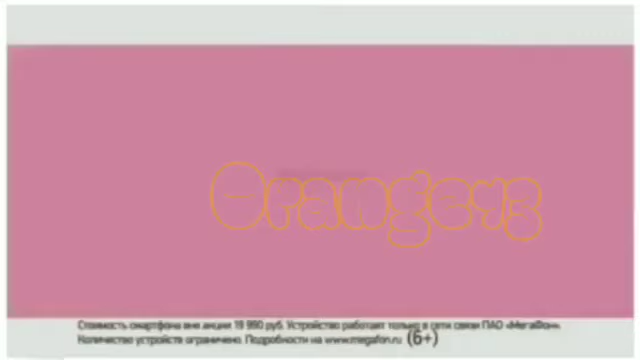 Orangey3
Стоимость смартфона вне акции 19 990 руб. Устройство работает только в сети связи ПАО «МегаФон».
Количество устройств ограничено. Подробности на www.megafon.ru (6+)